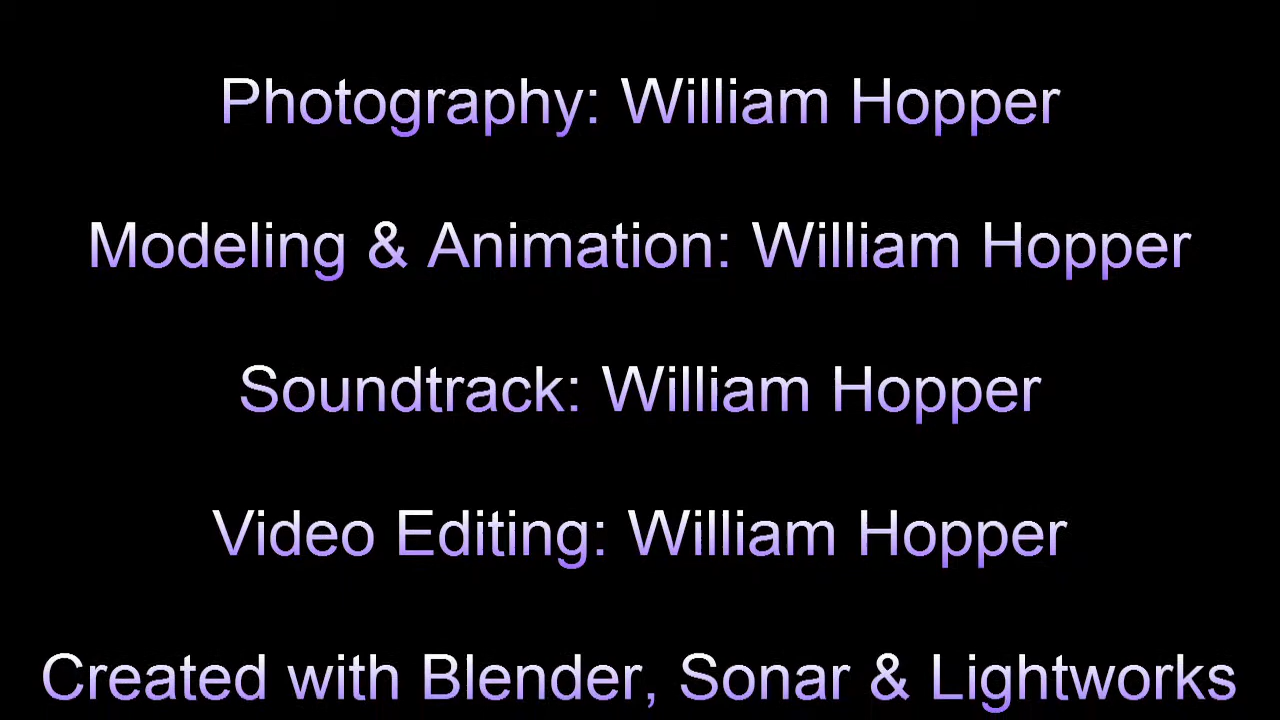 Photography: William Hopper
Modeling & Animation: William Hopper
Soundtrack: William Hopper
Video Editing: William Hopper
Created with Blender, Sonar & Lightworks